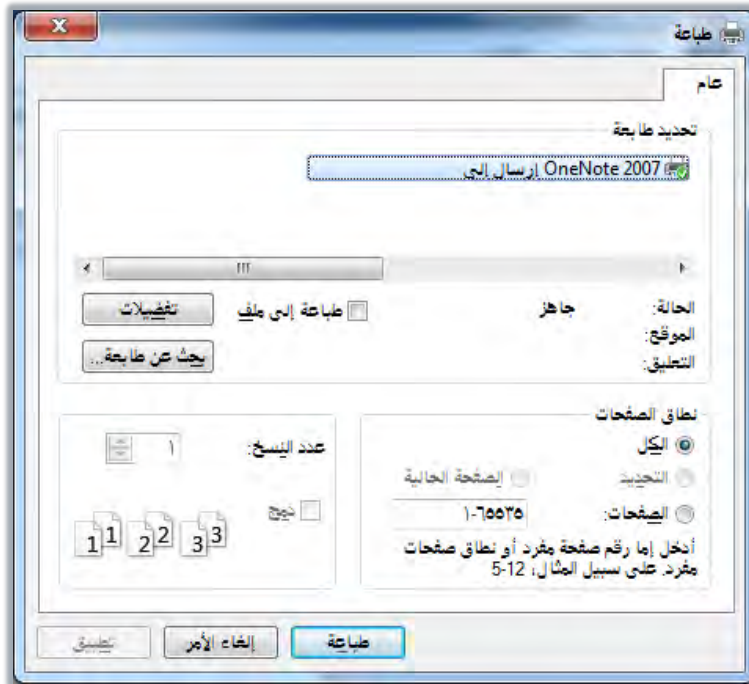 طباعة
عام
تحديد طابعة
إرسال إلى OneNote 2007
الحالة: جاهز
طباعة إلى ملف
تفضيلات
الموقع:
التعليق:
بحث عن طابعة...
نطاق الصفحات
الكل
التحديد
الصفحة الحالية
الصفحات:
١-٦٥٥٣٥
أدخل إما رقم صفحة مفرد أو نطاق صفحات
مفرد. على سبيل المثال، 12-5
عدد النسخ:
١
دمج
1 1 2 2 3 3
طباعة
إلغاء الأمر
تطبيق